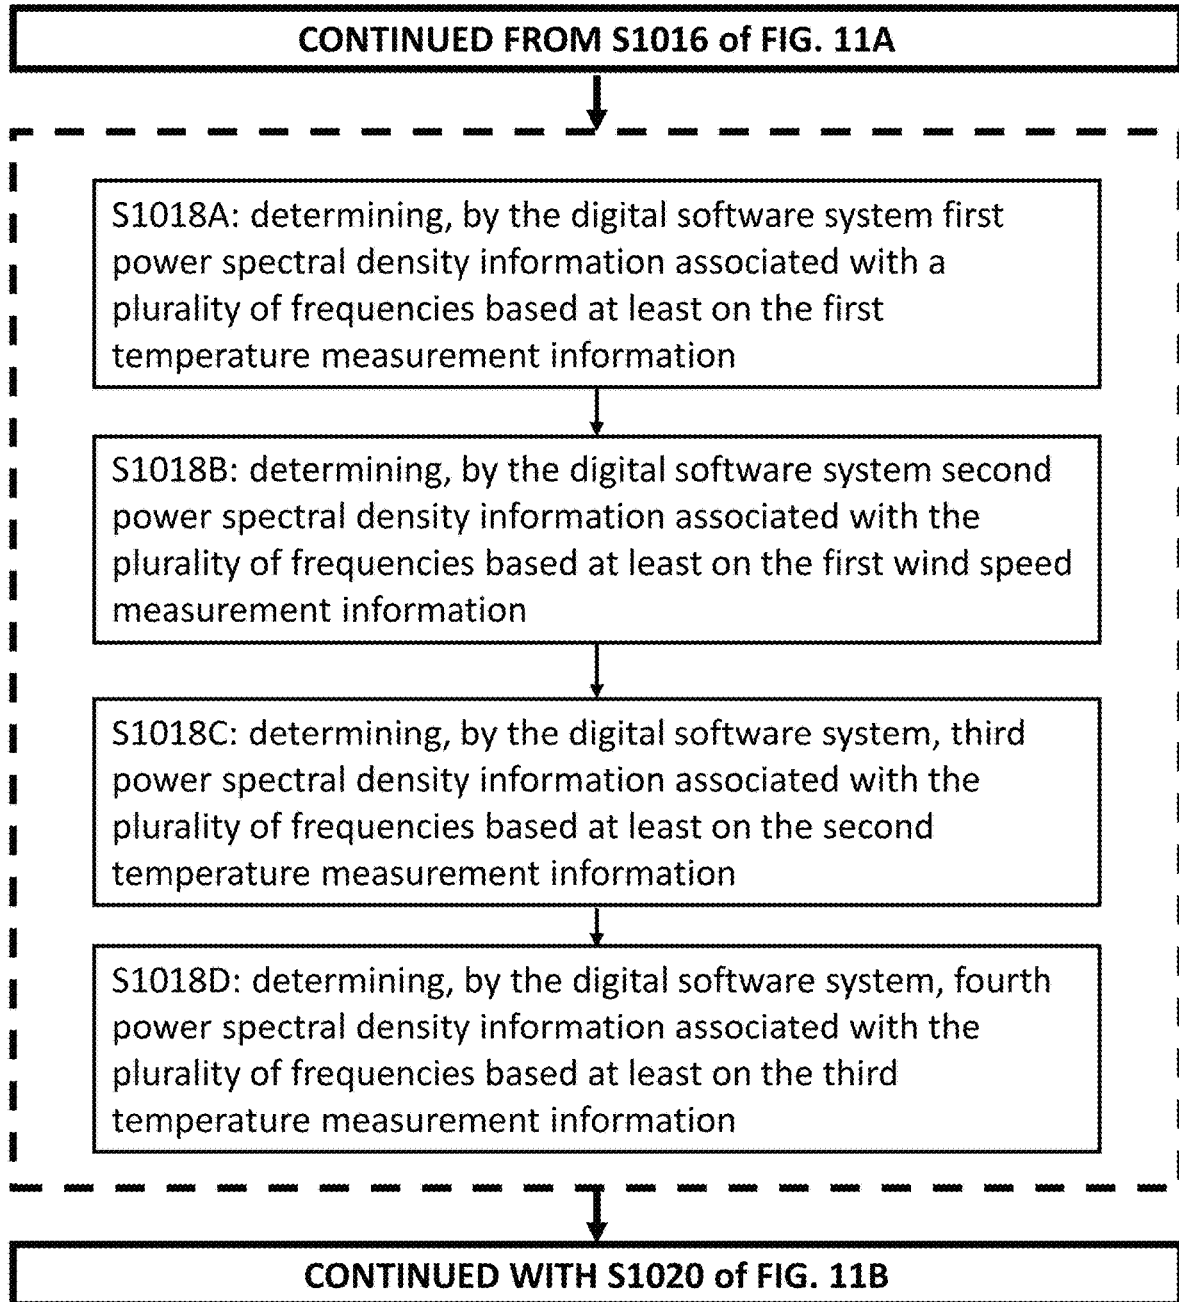 CONTINUED FROM S1016 of FIG. 11A
S1018A: determining, by the digital software system first
power spectral density information associated with a
plurality of frequencies based at least on the first
temperature measurement information
S1018B: determining, by the digital software system second
power spectral density information associated with the
plurality of frequencies based at least on the first wind speed
measurement information
S1018C: determining, by the digital software system, third
power spectral density information associated with the
plurality of frequencies based at least on the second
temperature measurement information
S1018D: determining, by the digital software system, fourth
power spectral density information associated with the
plurality of frequencies based at least on the third
temperature measurement information
CONTINUED WITH S1020 of FIG. 11B